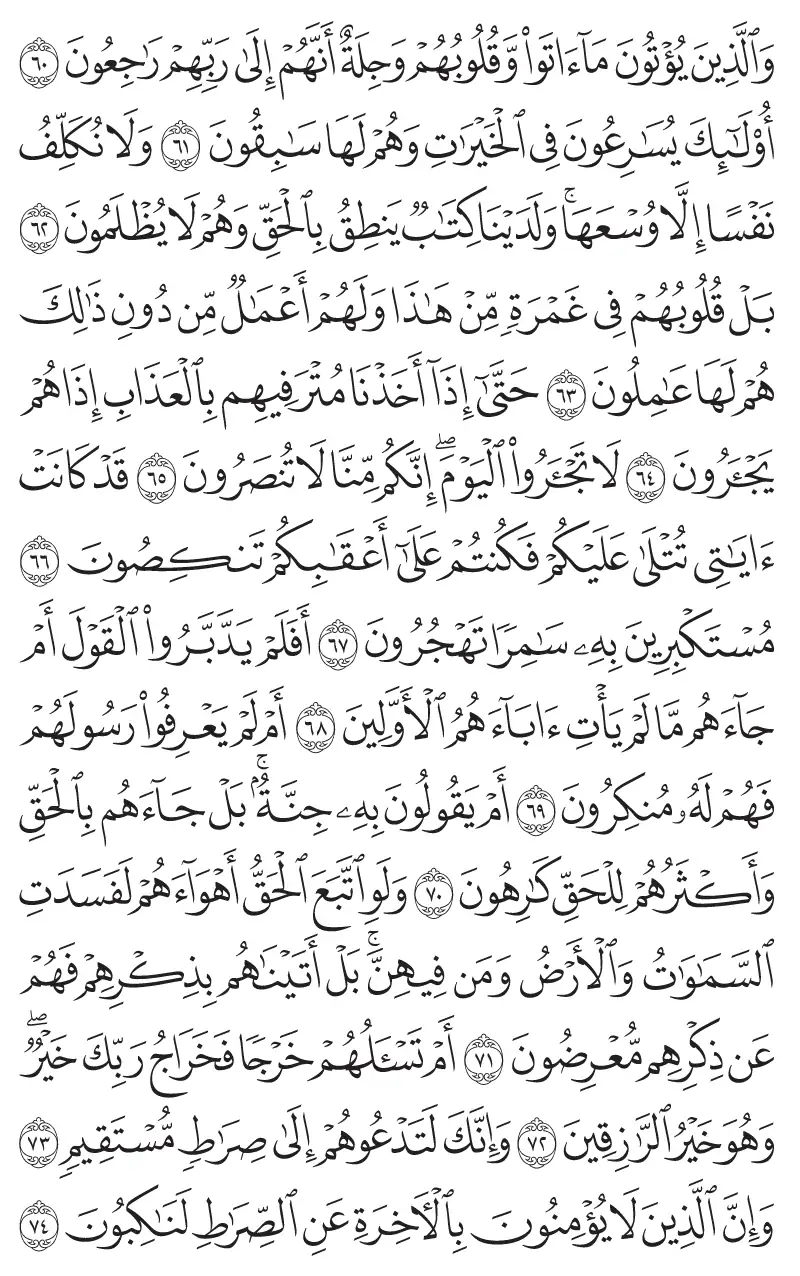 وَٱلَّذِينَ يُؤْتُونَ مَآ ءَاتَوا۟ وَّقُلُوبُهُمْ وَجِلَةٌ أَنَّهُمْ إِلَىٰ رَبِّهِمْ رَٰجِعُونَ ٦٠
أُو۟لَـٰٓئِكَ يُسَـٰرِعُونَ فِى ٱلْخَيْرَٰتِ وَهُمْ لَهَا سَـٰبِقُونَ ٦١ وَلَا نُكَلِّفُ
نَفْسًا إِلَّا وُسْعَهَا ۚ وَلَدَيْنَا كِتَـٰبٌ يَنطِقُ بِٱلْحَقِّ وَهُمْ لَا يُظْلَمُونَ ٦٢
بَلْ قُلُوبُهُمْ فِى غَمْرَةٍ مِّنْ هَـٰذَا وَلَهُمْ أَعْمَـٰلٌ مِّن دُونِ ذَٰلِكَ
هُمْ لَهَا عَـٰمِلُونَ ٦٣ حَتَّىٰٓ إِذَآ أَخَذْنَا مُتْرَفِيهِم بِٱلْعَذَابِ إِذَا هُمْ
يَجْـَٔرُونَ ٦٤ لَا تَجْـَٔرُوا۟ ٱلْيَوْمَ ۖ إِنَّكُم مِّنَّا لَا تُنصَرُونَ ٦٥ قَدْ كَانَتْ
ءَايَـٰتِى تُتْلَىٰ عَلَيْكُمْ فَكُنتُمْ عَلَىٰٓ أَعْقَـٰبِكُمْ تَنكِصُونَ ٦٦
مُسْتَكْبِرِينَ بِهِۦ سَـٰمِرًا تَهْجُرُونَ ٦٧ أَفَلَمْ يَدَّبَّرُوا۟ ٱلْقَوْلَ أَمْ
جَآءَهُم مَّا لَمْ يَأْتِ ءَابَآءَهُمُ ٱلْأَوَّلِينَ ٦٨ أَمْ لَمْ يَعْرِفُوا۟ رَسُولَهُمْ
فَهُمْ لَهُۥ مُنكِرُونَ ٦٩ أَمْ يَقُولُونَ بِهِۦ جِنَّةٌۢ ۚ بَلْ جَآءَهُم بِٱلْحَقِّ
وَأَكْثَرُهُمْ لِلْحَقِّ كَـٰرِهُونَ ٧٠ وَلَوِ ٱتَّبَعَ ٱلْحَقُّ أَهْوَآءَهُمْ لَفَسَدَتِ
ٱلسَّمَـٰوَٰتُ وَٱلْأَرْضُ وَمَن فِيهِنَّ ۚ بَلْ أَتَيْنَـٰهُم بِذِكْرِهِمْ فَهُمْ
عَن ذِكْرِهِم مُّعْرِضُونَ ٧١ أَمْ تَسْـَٔلُهُمْ خَرْجًا فَخَرَاجُ رَبِّكَ خَيْرٌ ۖ
وَهُوَ خَيْرُ ٱلرَّٰزِقِينَ ٧٢ وَإِنَّكَ لَتَدْعُوهُمْ إِلَىٰ صِرَٰطٍ مُّسْتَقِيمٍ ٧٣
وَإِنَّ ٱلَّذِينَ لَا يُؤْمِنُونَ بِٱلْـَٔاخِرَةِ عَنِ ٱلصِّرَٰطِ لَنَـٰكِبُونَ ٧٤